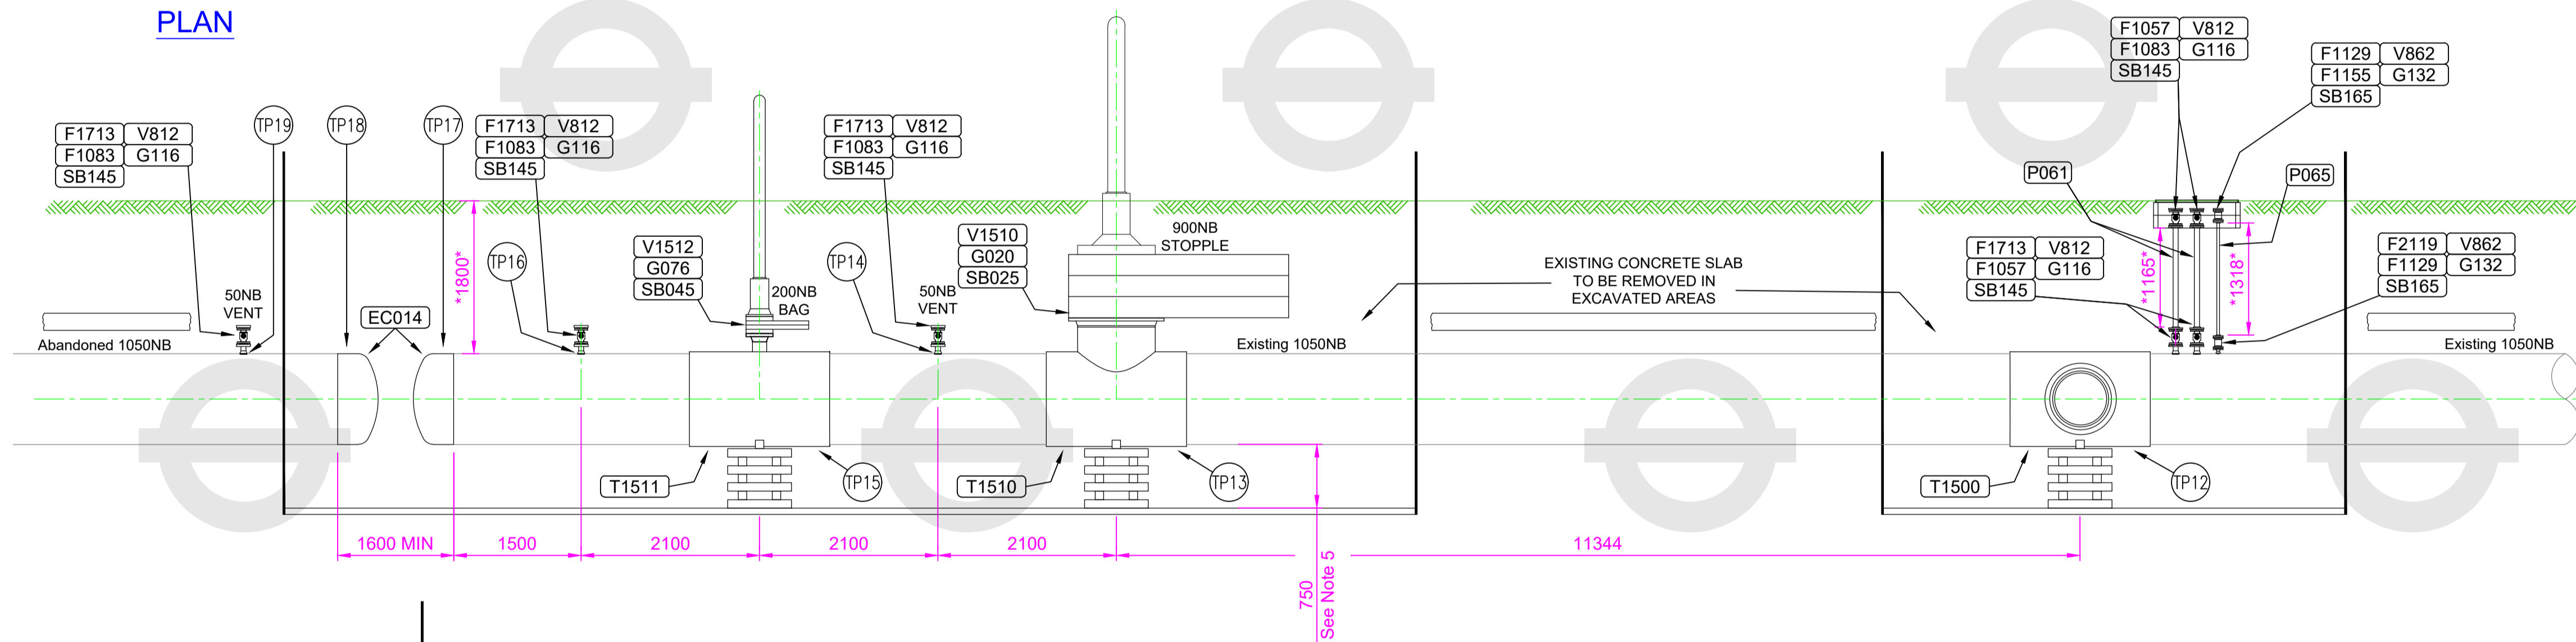 PLAN
F1713 V812
F1083 G116
SB145
TP19
TP18
TP17
F1713 V812
F1083 G116
SB145
F1713 V812
F1083 G116
SB145
F1057 V812
F1083 G116
SB145
F1129 V862
F1155 G132
SB165
P061
P065
*1800*
TP16
V1512
G076
SB045
200NB
BAG
TP14
50NB
VENT
V1510
G020
SB025
900NB
STOPPLE
EXISTING CONCRETE SLAB
TO BE REMOVED IN
EXCAVATED AREAS
F1713 V812
F1057 G116
SB145
*1165*
*1318*
F2119 V862
F1129 G132
SB165
50NB
VENT
EC014
Abandoned 1050NB
Existing 1050NB
Existing 1050NB
T1511
TP15
T1510
TP13
T1500
TP12
1600 MIN
1500
2100
2100
2100
11344
750
See Note 5